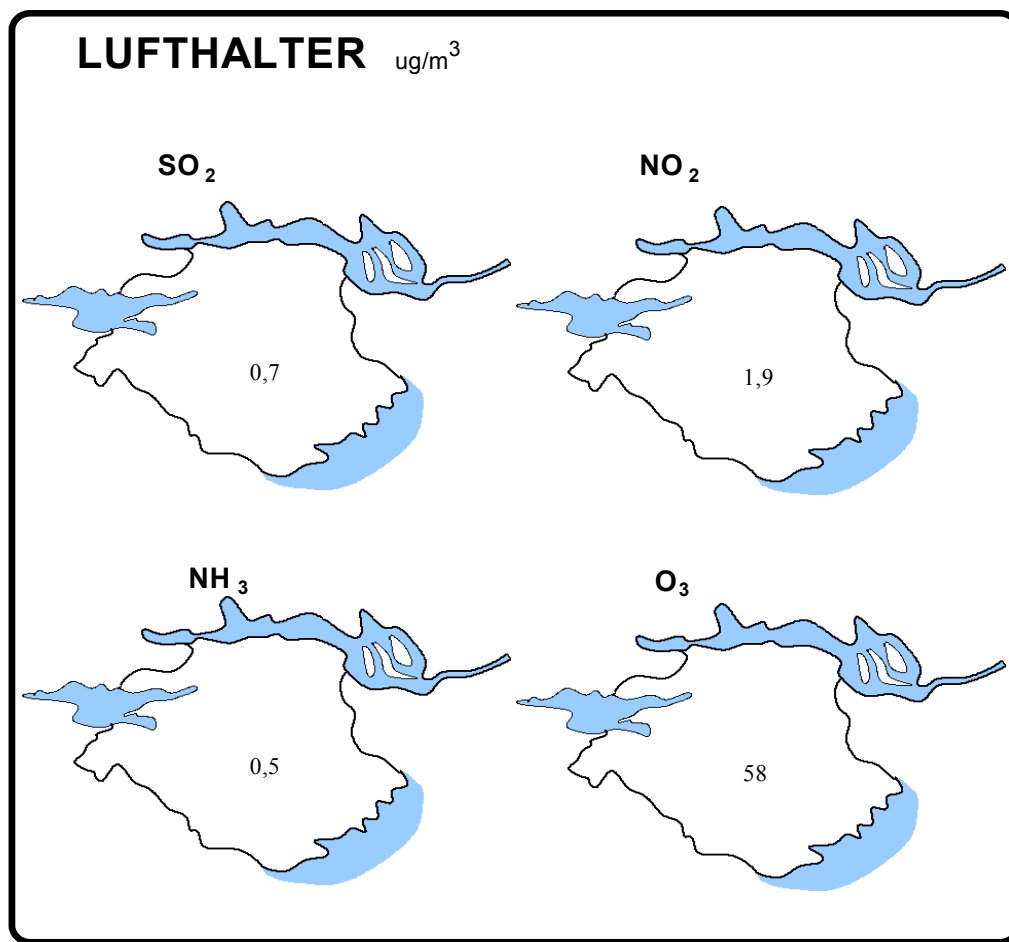 LUFTHALTER ug/m³
SO₂ NO₂
0,7 1,9
NH₃ O₃
0,5 58